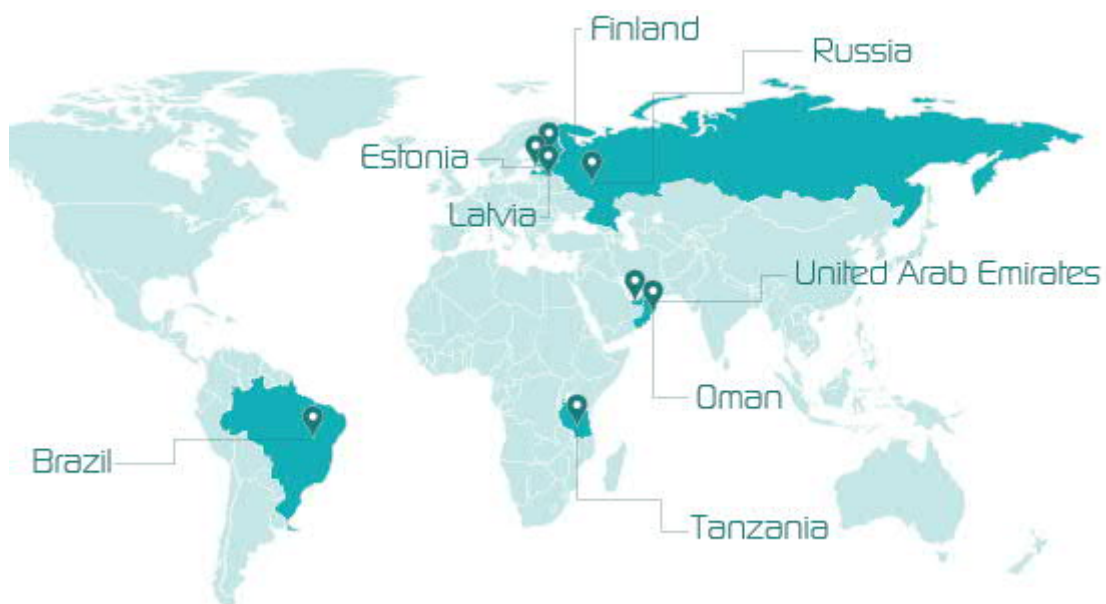 Finland
Russia
Estonia
Latvia
United Arab Emirates
Oman
Brazil
Tanzania